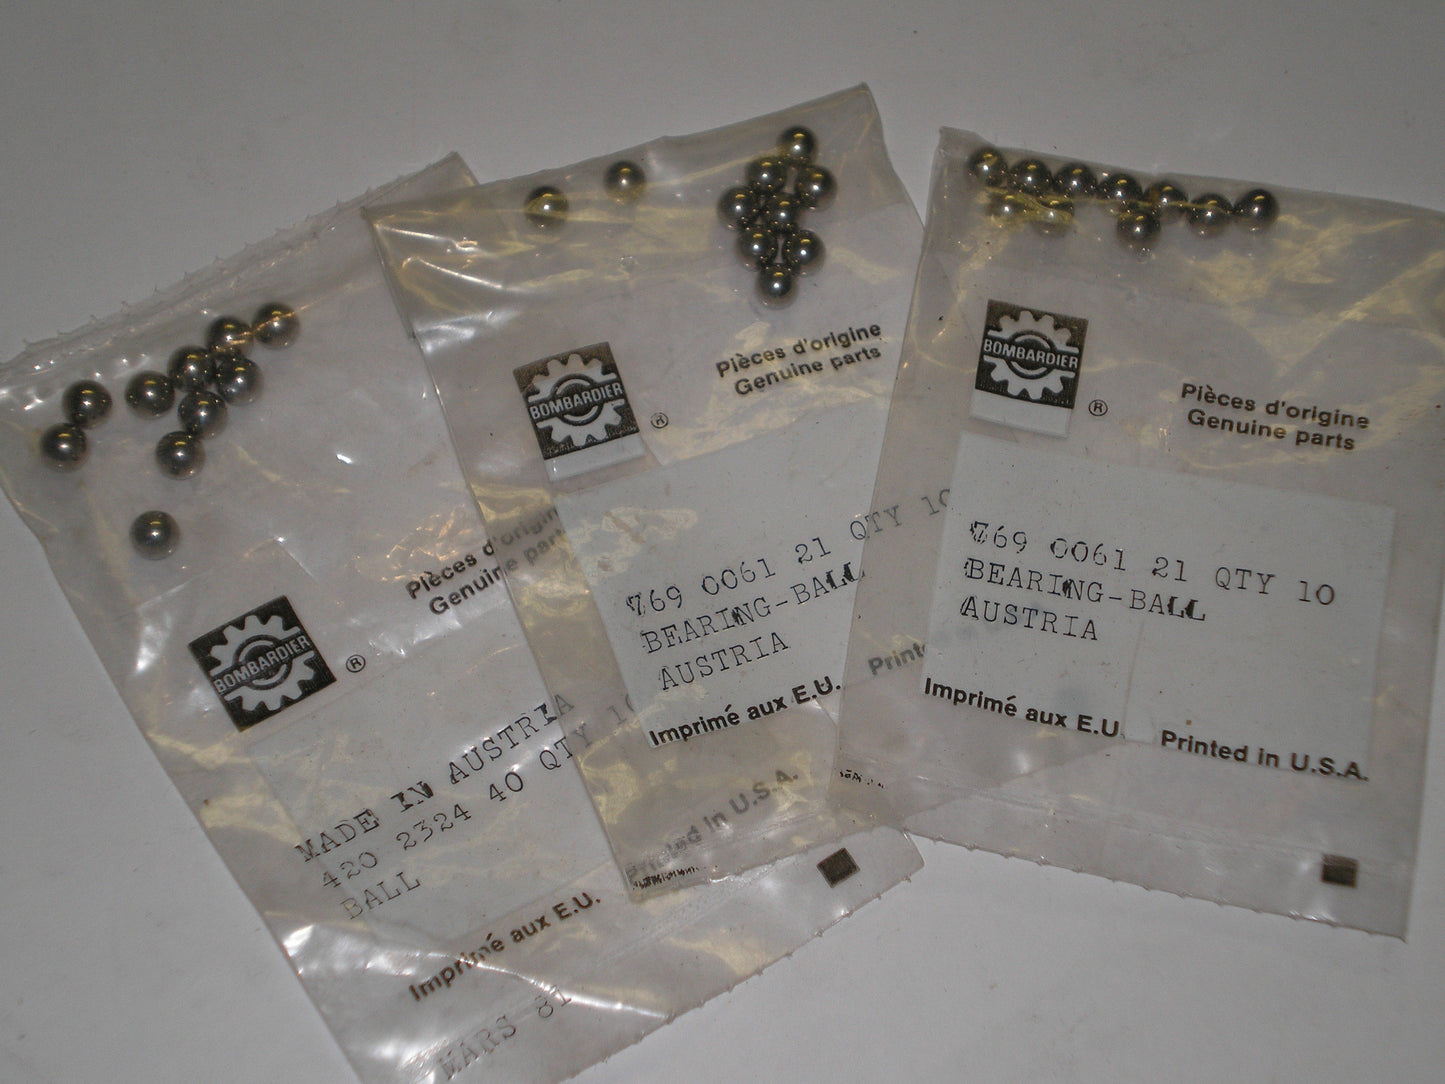 BOMBARDIER
®
Pièces d'origine
Genuine parts
MADE IN AUSTRIA
420 2324 40 QTY 10
BALL
Imprimé aux E.U.
MARS 81
BOMBARDIER
®
Pièces d'origine
Genuine parts
769 0061 21 QTY 10
BEARING-BALL
AUSTRIA
Imprimé aux E.U.
Printed in U.S.A.
BOMBARDIER
®
Pièces d'origine
Genuine parts
769 0061 21 QTY 10
BEARING-BALL
AUSTRIA
Imprimé aux E.U.
Printed in U.S.A.